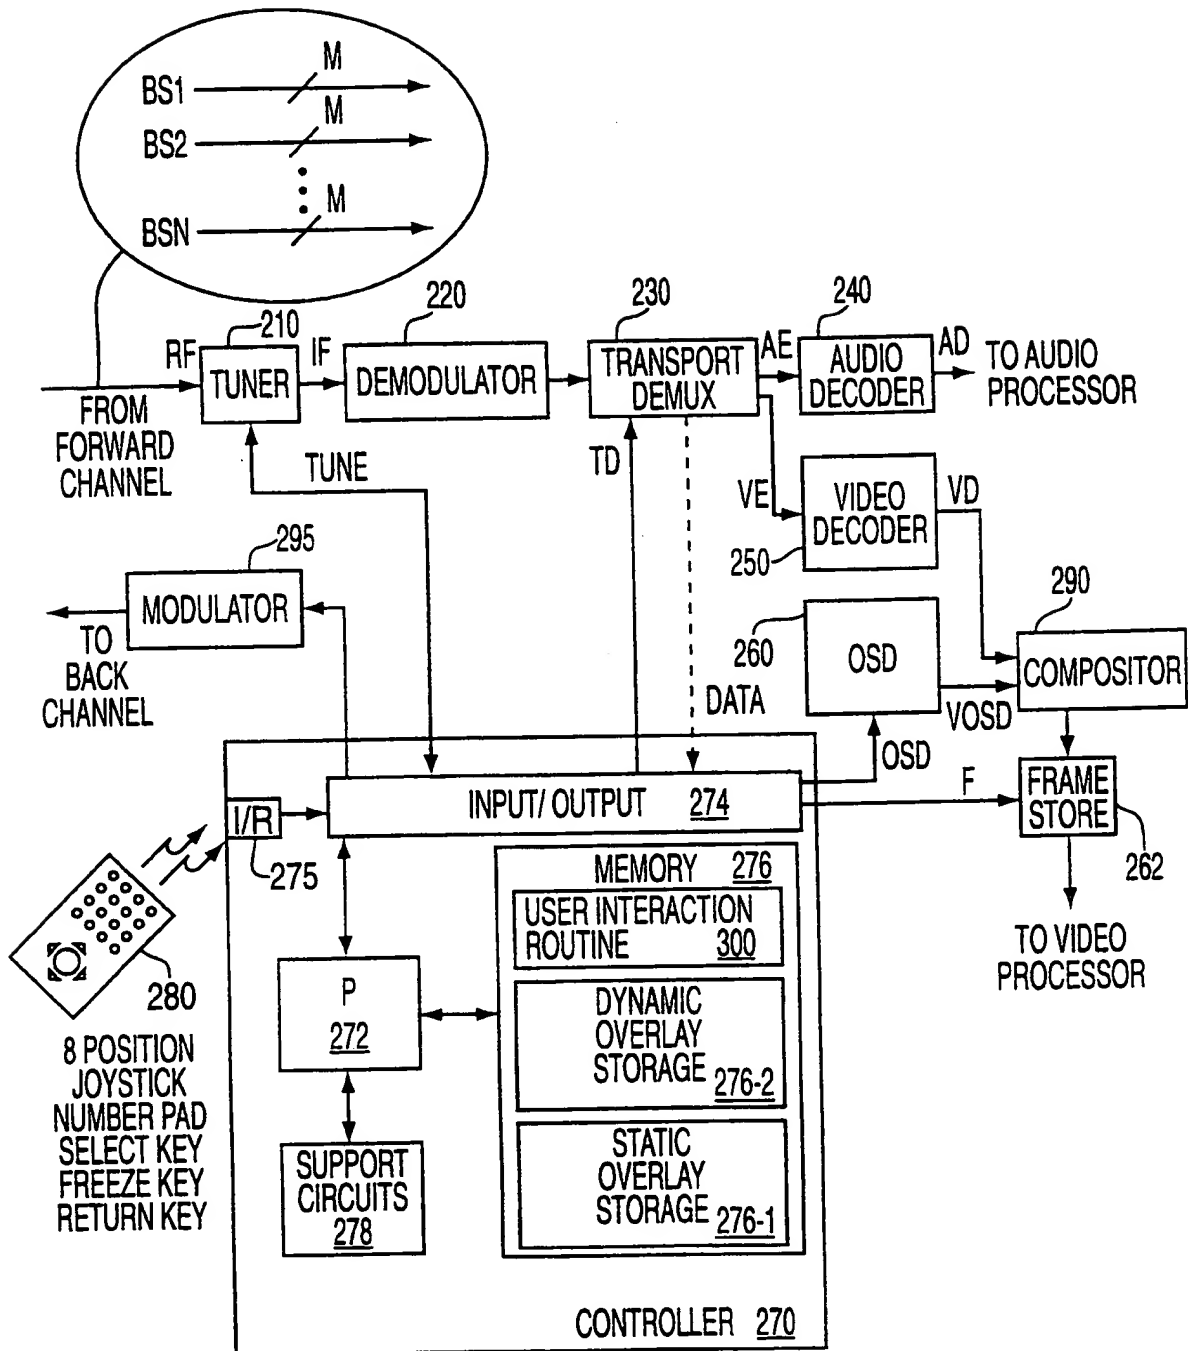 BS1
M
BS2
M
BSN
M
210
220
230
240
RF
TUNER
IF
DEMODULATOR
TRANSPORT
DEMUX
AE
AUDIO
DECODER
AD
TO AUDIO
PROCESSOR
FROM
FORWARD
CHANNEL
TUNE
TD
VE
VIDEO
DECODER
VD
250
295
MODULATOR
TO
BACK
CHANNEL
260
OSD
290
COMPOSITOR
VOSD
DATA
OSD
F
FRAME
STORE
262
TO VIDEO
PROCESSOR
I/R
275
INPUT/ OUTPUT 274
280
8 POSITION
JOYSTICK
NUMBER PAD
SELECT KEY
FREEZE KEY
RETURN KEY
P
272
SUPPORT
CIRCUITS
278
MEMORY 276
USER INTERACTION
ROUTINE 300
DYNAMIC
OVERLAY
STORAGE 276-2
STATIC
OVERLAY
STORAGE 276-1
CONTROLLER 270